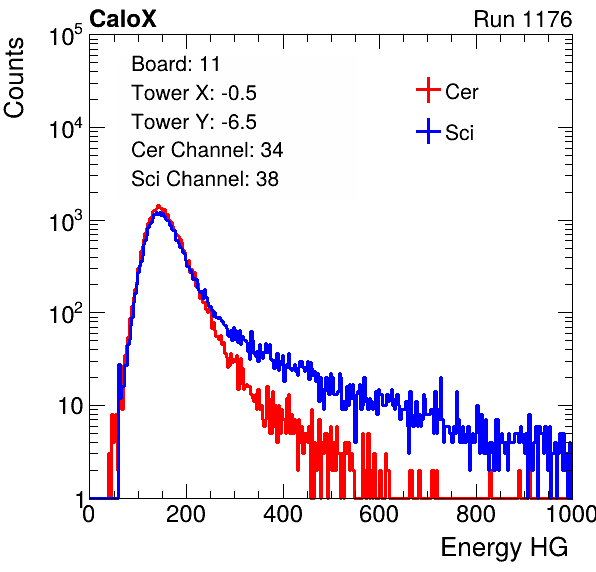 CaloX Run 1176
Counts
10^5
10^4
10^3
10^2
10
1
Board: 11
Tower X: -0.5
Tower Y: -6.5
Cer Channel: 34
Sci Channel: 38
Cer
Sci
0 200 400 600 800 1000
Energy HG